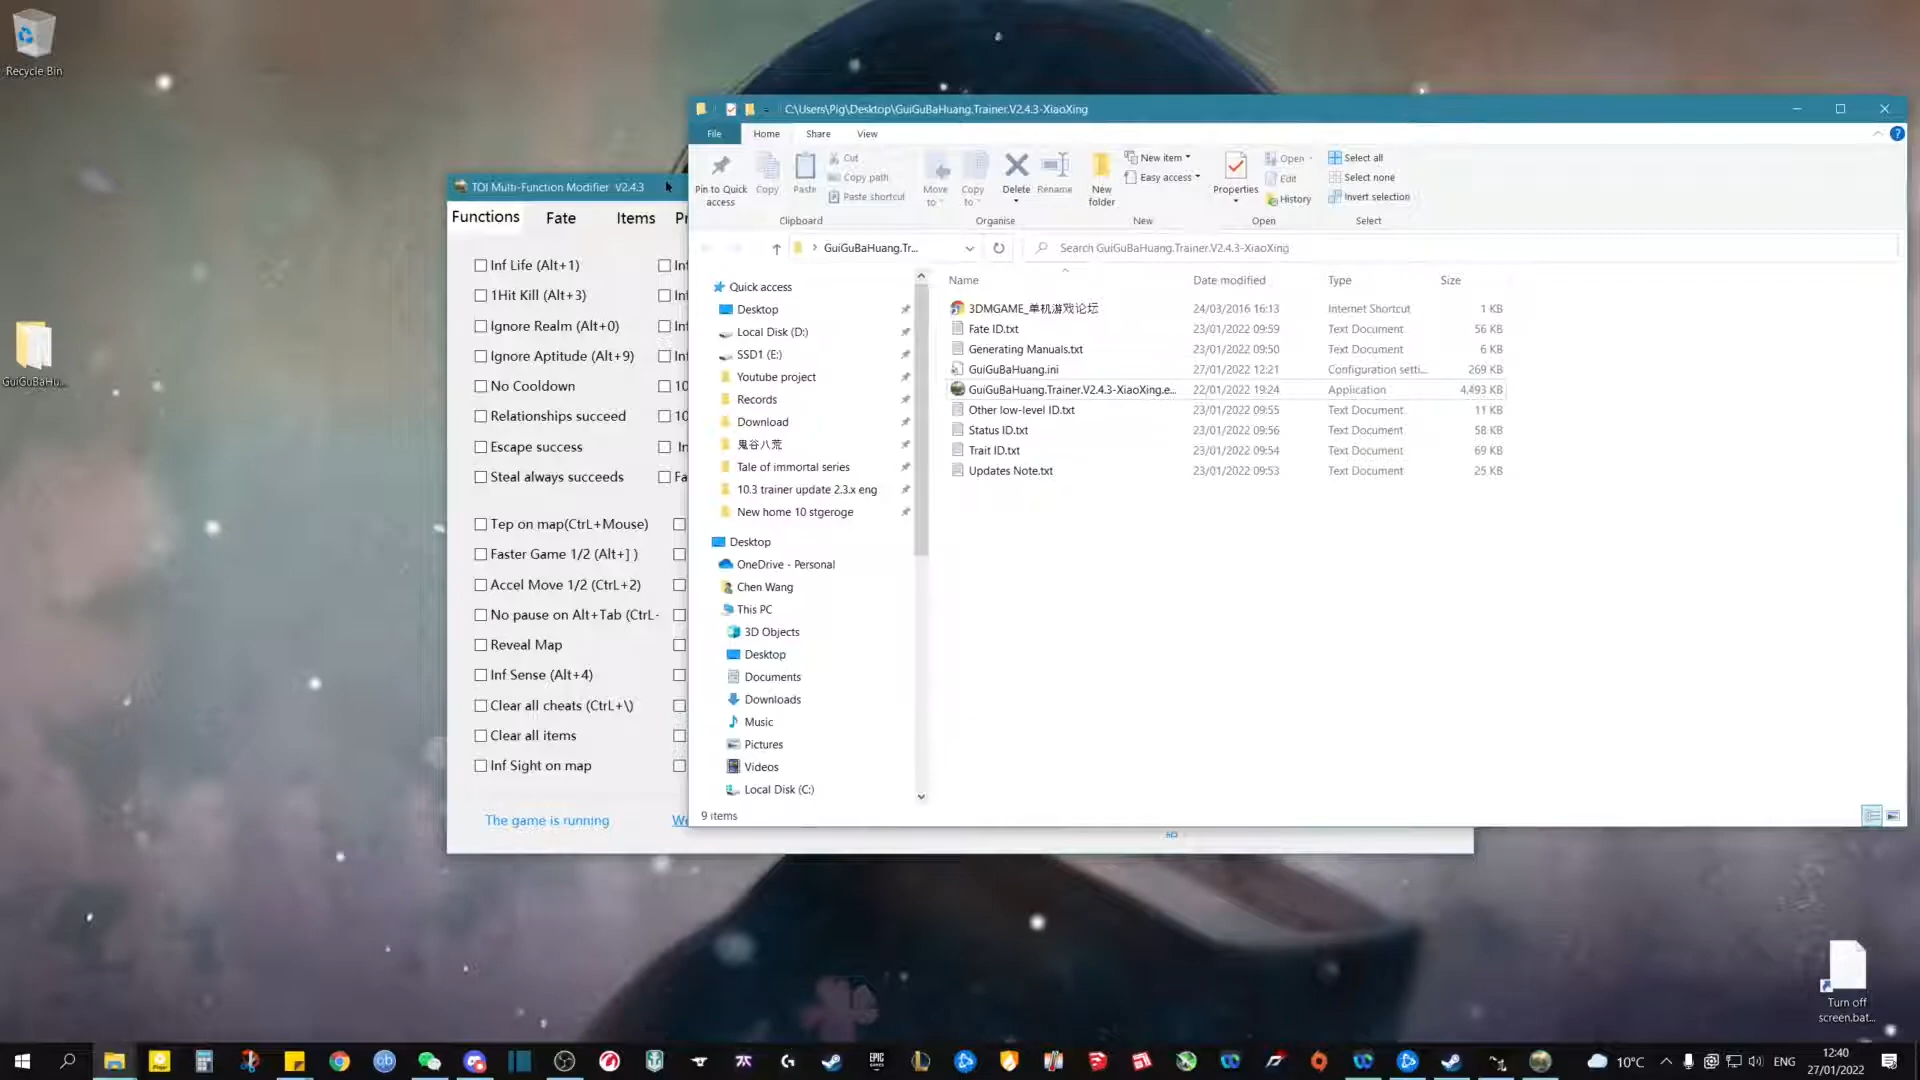 Recycle Bin
GuiGuBaHu...
TOI Multi-Function Modifier V2.4.3
Functions
Fate
Items
Pr
Inf Life (Alt+1)
Inf
1Hit Kill (Alt+3)
Inf
Ignore Realm (Alt+0)
Inf
Ignore Aptitude (Alt+9)
Inf
No Cooldown
10
Relationships succeed
10
Escape success
In
Steal always succeeds
Fa
Tep on map(CtrL+Mouse)
Faster Game 1/2 (Alt+] )
Accel Move 1/2 (CtrL+2)
No pause on Alt+Tab (CtrL-
Reveal Map
Inf Sense (Alt+4)
Clear all cheats (CtrL+\)
Clear all items
Inf Sight on map
The game is running
We
C:\Users\Pig\Desktop\GuiGuBaHuang.Trainer.V2.4.3-XiaoXing
File
Home
Share
View
Pin to Quick access
Copy
Paste
Cut
Copy path
Paste shortcut
Clipboard
Move to
Copy to
Delete
Rename
Organise
New folder
New item
Easy access
New
Properties
Open
Edit
History
Open
Select all
Select none
Invert selection
Select
GuiGuBaHuang.Tr...
Search GuiGuBaHuang.Trainer.V2.4.3-XiaoXing
Quick access
Desktop
Local Disk (D:)
SSD1 (E:)
Youtube project
Records
Download
鬼谷八荒
Tale of immortal series
10.3 trainer update 2.3.x eng
New home 10 stgeroge
Desktop
OneDrive - Personal
Chen Wang
This PC
3D Objects
Desktop
Documents
Downloads
Music
Pictures
Videos
Local Disk (C:)
Name Date modified Type Size
3DMGAME_单机游戏论坛 24/03/2016 16:13 Internet Shortcut 1 KB
Fate ID.txt 23/01/2022 09:59 Text Document 56 KB
Generating Manuals.txt 23/01/2022 09:50 Text Document 6 KB
GuiGuBaHuang.ini 27/01/2022 12:21 Configuration setti... 269 KB
GuiGuBaHuang.Trainer.V2.4.3-XiaoXing.e... 22/01/2022 19:24 Application 4,493 KB
Other low-level ID.txt 23/01/2022 09:55 Text Document 11 KB
Status ID.txt 23/01/2022 09:56 Text Document 58 KB
Trait ID.txt 23/01/2022 09:54 Text Document 69 KB
Updates Note.txt 23/01/2022 09:53 Text Document 25 KB
9 items
Turn off
screen.bat...
10°C
ENG
12:40
27/01/2022